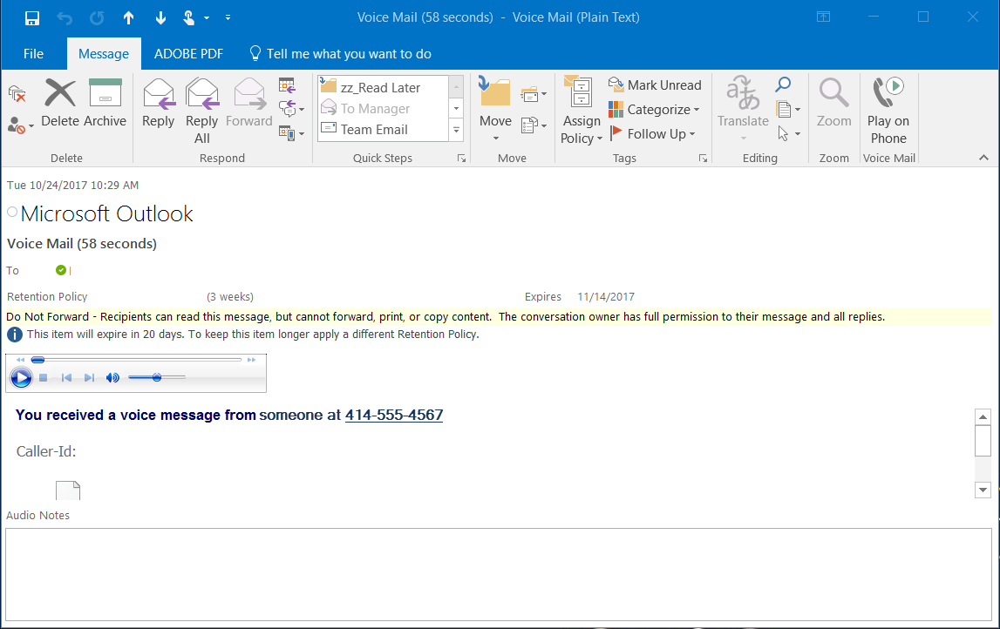 Voice Mail (58 seconds) - Voice Mail (Plain Text)
File Message ADOBE PDF Tell me what you want to do
Delete Archive
Delete
Reply Reply All Forward
Respond
zz_Read Later
To Manager
Team Email
Quick Steps
Move
Move
Assign Policy
Mark Unread
Categorize
Follow Up
Tags
Translate
Editing
Zoom
Zoom
Play on Phone
Voice Mail
Tue 10/24/2017 10:29 AM
Microsoft Outlook
Voice Mail (58 seconds)
To
Retention Policy (3 weeks) Expires 11/14/2017
Do Not Forward - Recipients can read this message, but cannot forward, print, or copy content. The conversation owner has full permission to their message and all replies.
This item will expire in 20 days. To keep this item longer apply a different Retention Policy.
You received a voice message from someone at 414-555-4567
Caller-Id:
Audio Notes